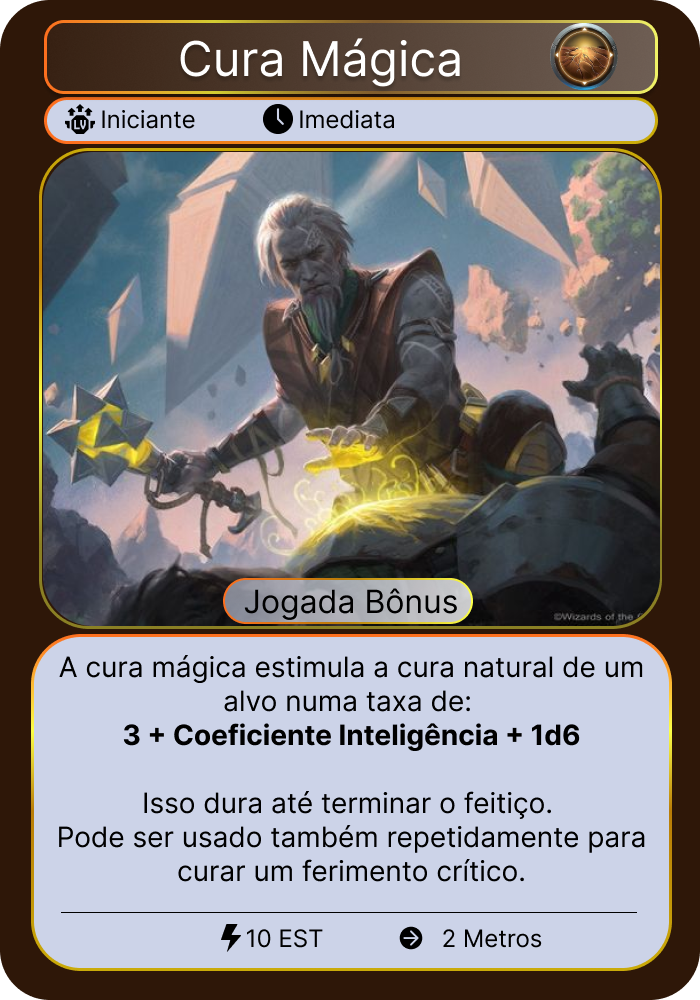 Cura Mágica
LV Iniciante Imediata
©Wizards of the
Jogada Bônus
A cura mágica estimula a cura natural de um
alvo numa taxa de:
3 + Coeficiente Inteligência + 1d6
Isso dura até terminar o feitiço.
Pode ser usado também repetidamente para
curar um ferimento crítico.
10 EST 2 Metros